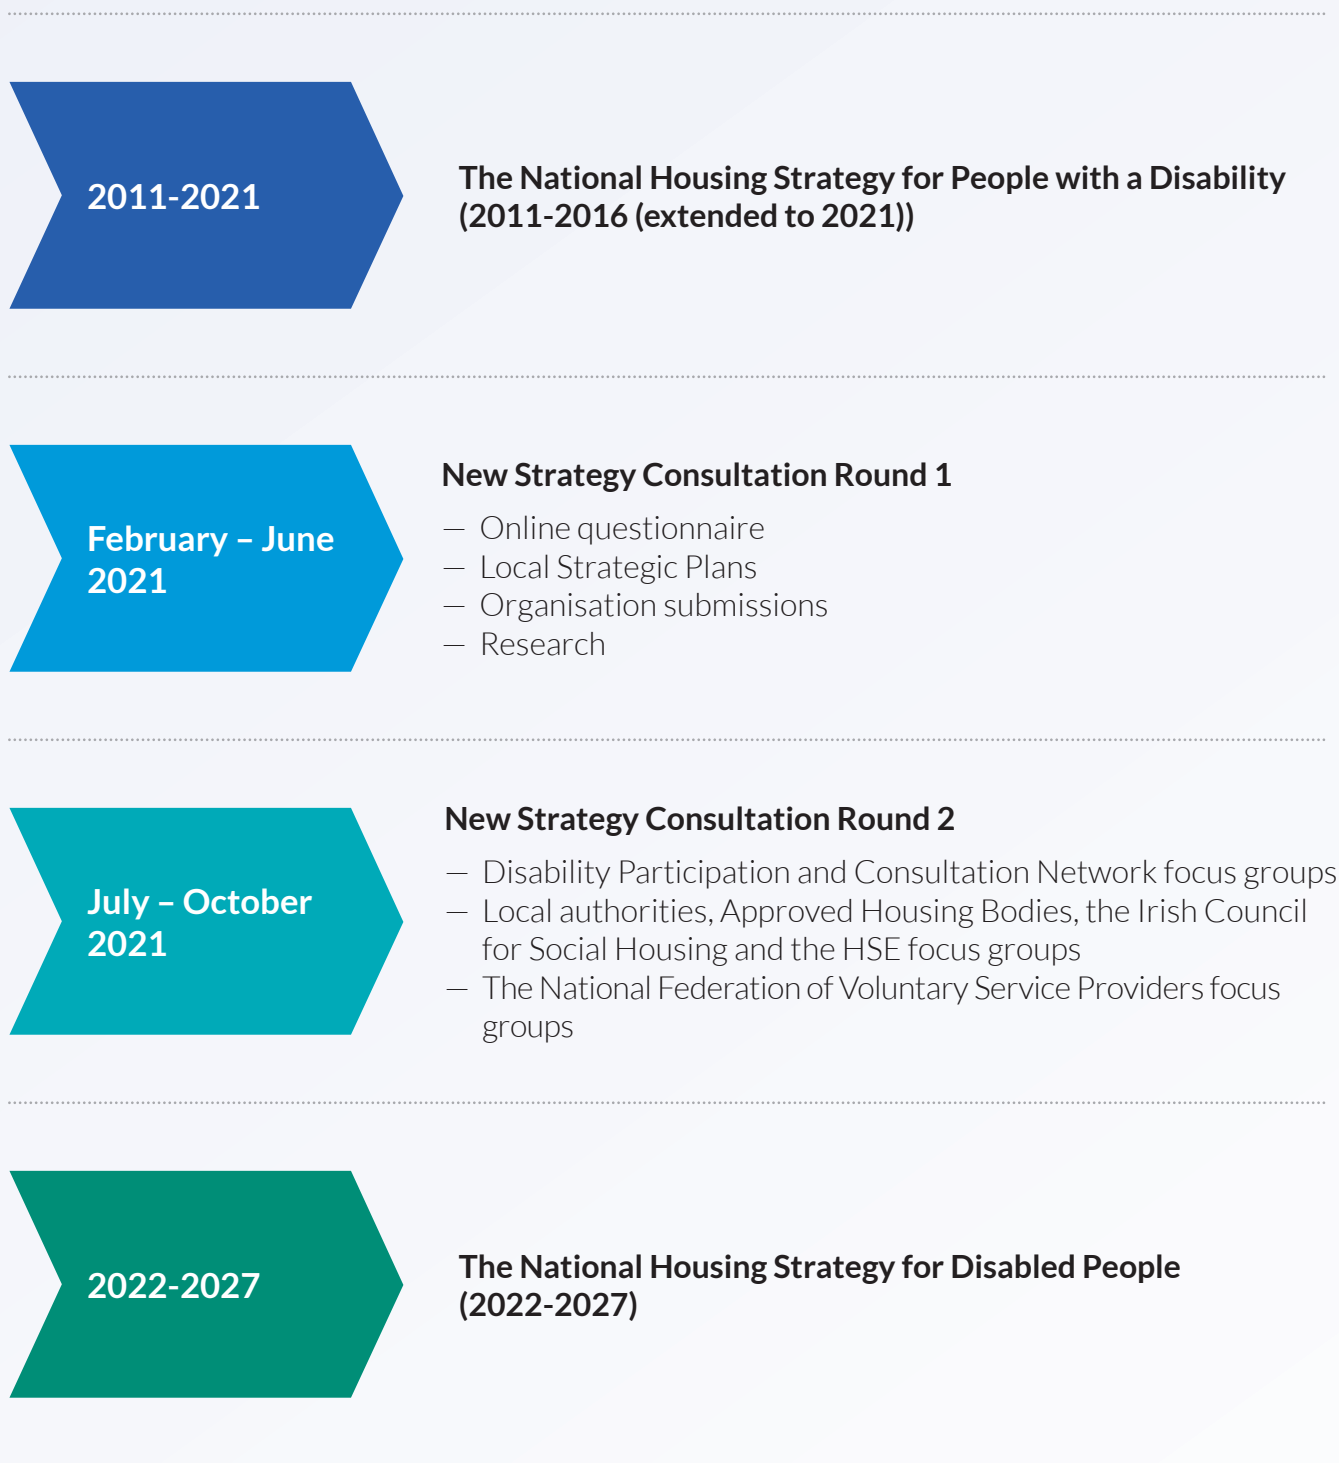 2011-2021
The National Housing Strategy for People with a Disability
(2011-2016 (extended to 2021))
February – June
2021
New Strategy Consultation Round 1
— Online questionnaire
— Local Strategic Plans
— Organisation submissions
— Research
July – October
2021
New Strategy Consultation Round 2
— Disability Participation and Consultation Network focus groups
— Local authorities, Approved Housing Bodies, the Irish Council
for Social Housing and the HSE focus groups
— The National Federation of Voluntary Service Providers focus
groups
2022-2027
The National Housing Strategy for Disabled People
(2022-2027)